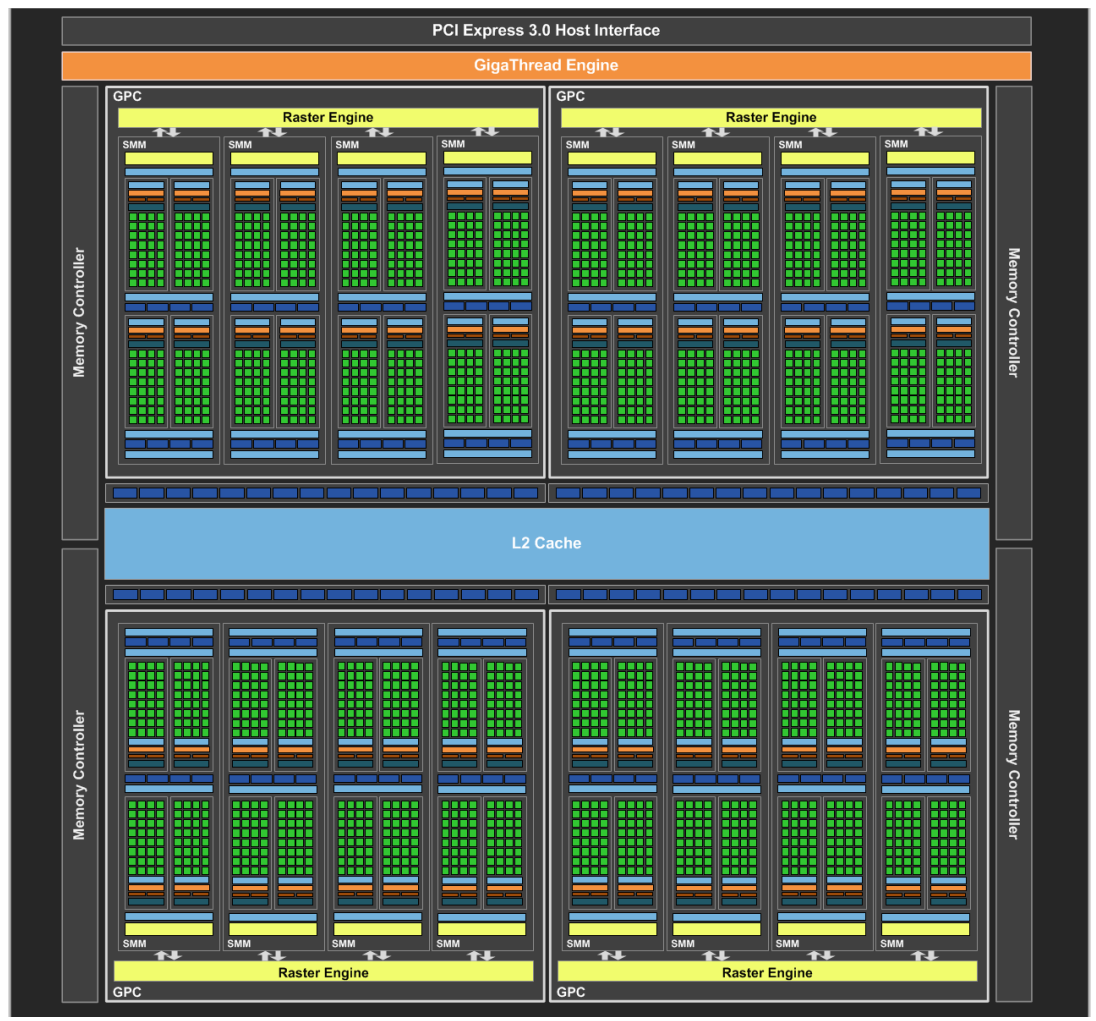 PCI Express 3.0 Host Interface
GigaThread Engine
GPC
Raster Engine
SMM
SMM
SMM
SMM
GPC
Raster Engine
SMM
SMM
SMM
SMM
Memory Controller
Memory Controller
L2 Cache
Memory Controller
Memory Controller
SMM
SMM
SMM
SMM
Raster Engine
GPC
SMM
SMM
SMM
SMM
Raster Engine
GPC